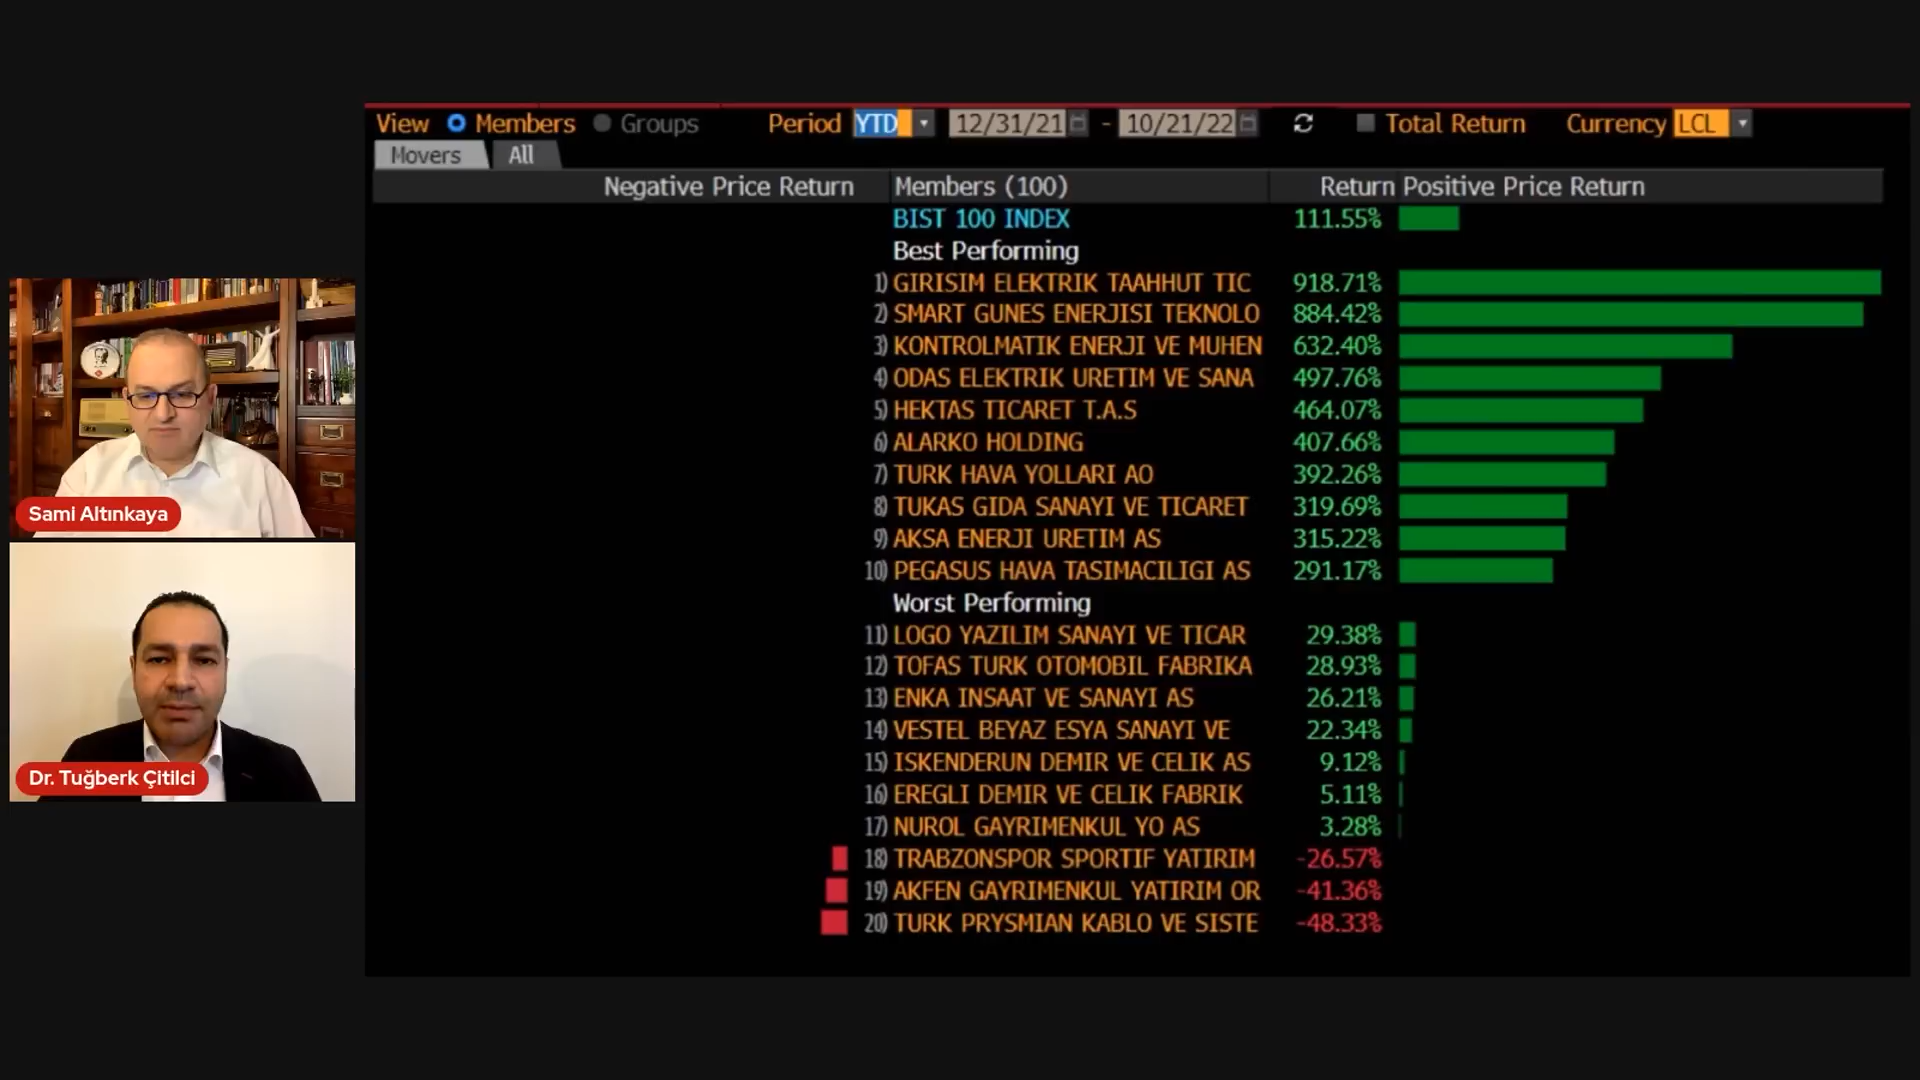 View Members Groups Period YTD 12/31/21 - 10/21/22 Total Return Currency LCL
Movers All
Negative Price Return Members (100) Return Positive Price Return
BIST 100 INDEX 111.55%
Best Performing
1) GIRISIM ELEKTRIK TAAHHUT TIC 918.71%
2) SMART GUNES ENERJISI TEKNOLO 884.42%
3) KONTROLMATIK ENERJI VE MUHEN 632.40%
4) ODAS ELEKTRIK URETIM VE SANA 497.76%
5) HEKTAS TICARET T.A.S 464.07%
6) ALARKO HOLDING 407.66%
7) TURK HAVA YOLLARI AO 392.26%
8) TUKAS GIDA SANAYI VE TICARET 319.69%
9) AKSA ENERJI URETIM AS 315.22%
10) PEGASUS HAVA TASIMACILIGI AS 291.17%
Worst Performing
11) LOGO YAZILIM SANAYI VE TICAR 29.38%
12) TOFAS TURK OTOMOBIL FABRIKA 28.93%
13) ENKA INSAAT VE SANAYI AS 26.21%
14) VESTEL BEYAZ ESYA SANAYI VE 22.34%
15) ISKENDERUN DEMIR VE CELIK AS 9.12%
16) EREGLI DEMIR VE CELIK FABRIK 5.11%
17) NUROL GAYRIMENKUL YO AS 3.28%
18) TRABZONSPOR SPORTIF YATIRIM -26.57%
19) AKFEN GAYRIMENKUL YATIRIM OR -41.36%
20) TURK PRYSMIAN KABLO VE SISTE -48.33%
Sami Altınkaya
Dr. Tuğberk Çitilci